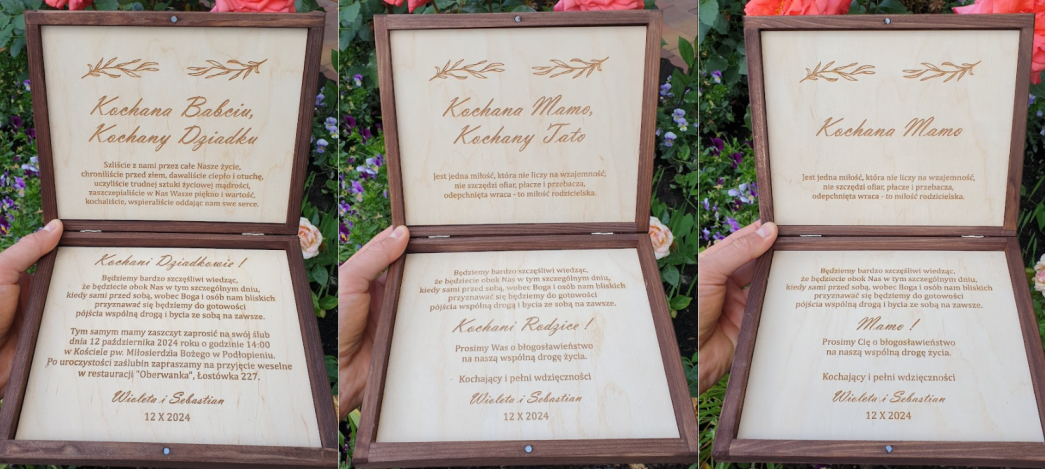 Kochana Babciu,
Kochany Dziadku
Szliście z nami przez całe Nasze życie,
chroniliście przed złem, dawaliście ciepło i otuchę,
uczyliście trudnej sztuki życiowej mądrości,
zaszczepialiście w Nas Wasze piękno i wartość,
kochaliście, wspieraliście oddając nam swe serce.
Kochani Dziadkowie !
Będziemy bardzo szczęśliwi wiedząc,
że będziecie obok Nas w tym szczególnym dniu,
kiedy sami przed sobą, wobec Boga i osób nam bliskich
przyznawać się będziemy do gotowości
pójścia wspólną drogą i bycia ze sobą na zawsze.
Tym samym mamy zaszczyt zaprosić na swój ślub
dnia 12 października 2024 roku o godzinie 14:00
w Kościele pw. Miłosierdzia Bożego w Podłopieniu.
Po uroczystości zaślubin zapraszamy na przyjęcie weselne
w restauracji "Oberwanka", Łostówka 227.
Wioleta i Sebastian
12 X 2024
Kochana Mamo,
Kochany Tato
Jest jedna miłość, która nie liczy na wzajemność,
nie szczędzi ofiar, płacze i przebacza,
odepchnięta wraca - to miłość rodzicielska.
Będziemy bardzo szczęśliwi wiedząc,
że będziecie obok Nas w tym szczególnym dniu,
kiedy sami przed sobą, wobec Boga i osób nam bliskich
przyznawać się będziemy do gotowości
pójścia wspólną drogą i bycia ze sobą na zawsze.
Kochani Rodzice !
Prosimy Was o błogosławieństwo
na naszą wspólną drogę życia.
Kochający i pełni wdzięczności
Wioleta i Sebastian
12 X 2024
Kochana Mamo
Jest jedna miłość, która nie liczy na wzajemność,
nie szczędzi ofiar, płacze i przebacza,
odepchnięta wraca - to miłość rodzicielska.
Będziemy bardzo szczęśliwi wiedząc,
że będziecie obok Nas w tym szczególnym dniu,
kiedy sami przed sobą, wobec Boga i osób nam bliskich
przyznawać się będziemy do gotowości
pójścia wspólną drogą i bycia ze sobą na zawsze.
Mamo !
Prosimy Cię o błogosławieństwo
na naszą wspólną drogę życia.
Kochający i pełni wdzięczności
Wioleta i Sebastian
12 X 2024